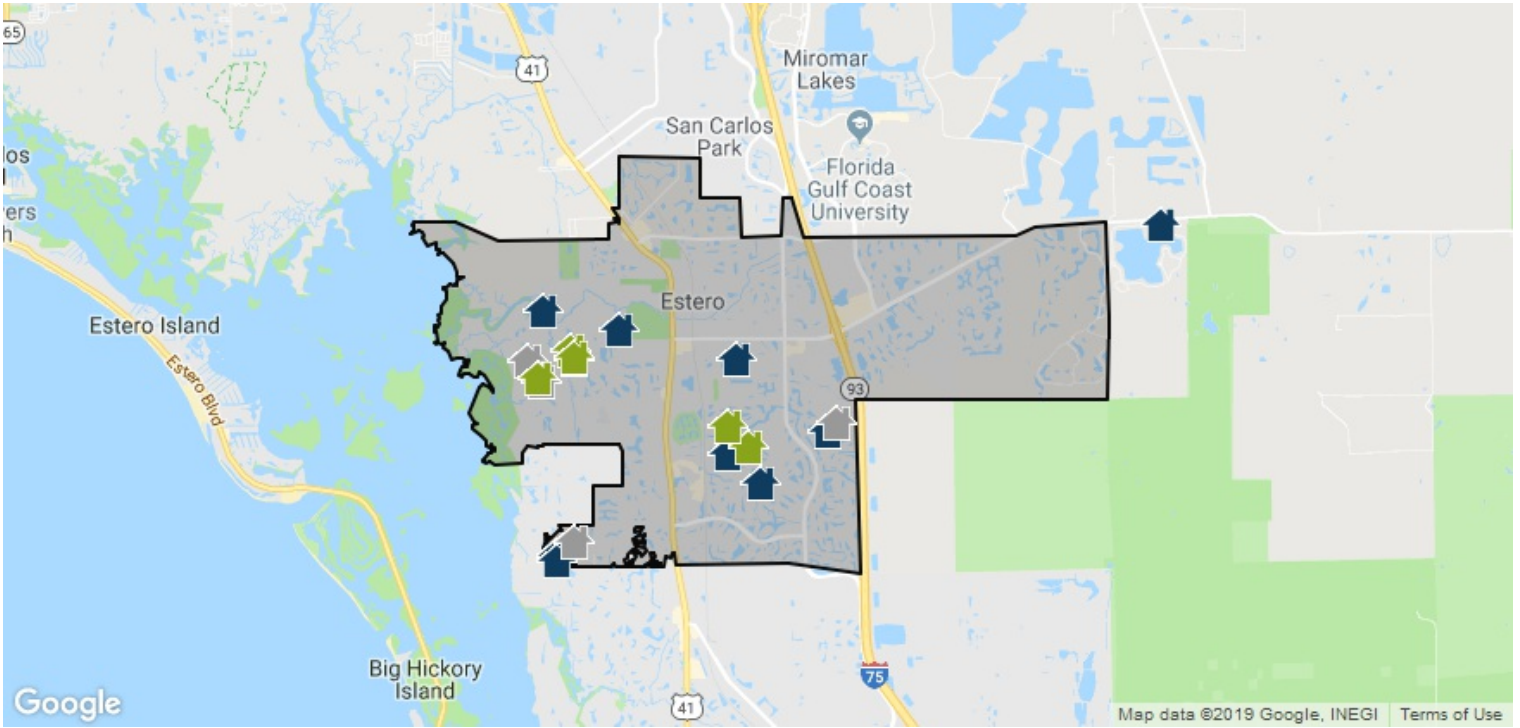 65
41
Miromar
Lakes
San Carlos
Park
Florida
Gulf Coast
University
los
ers
h
Estero
Estero Island
Estero Blvd
93
Big Hickory
Island
75
41
Google
Map data ©2019 Google, INEGI
Terms of Use